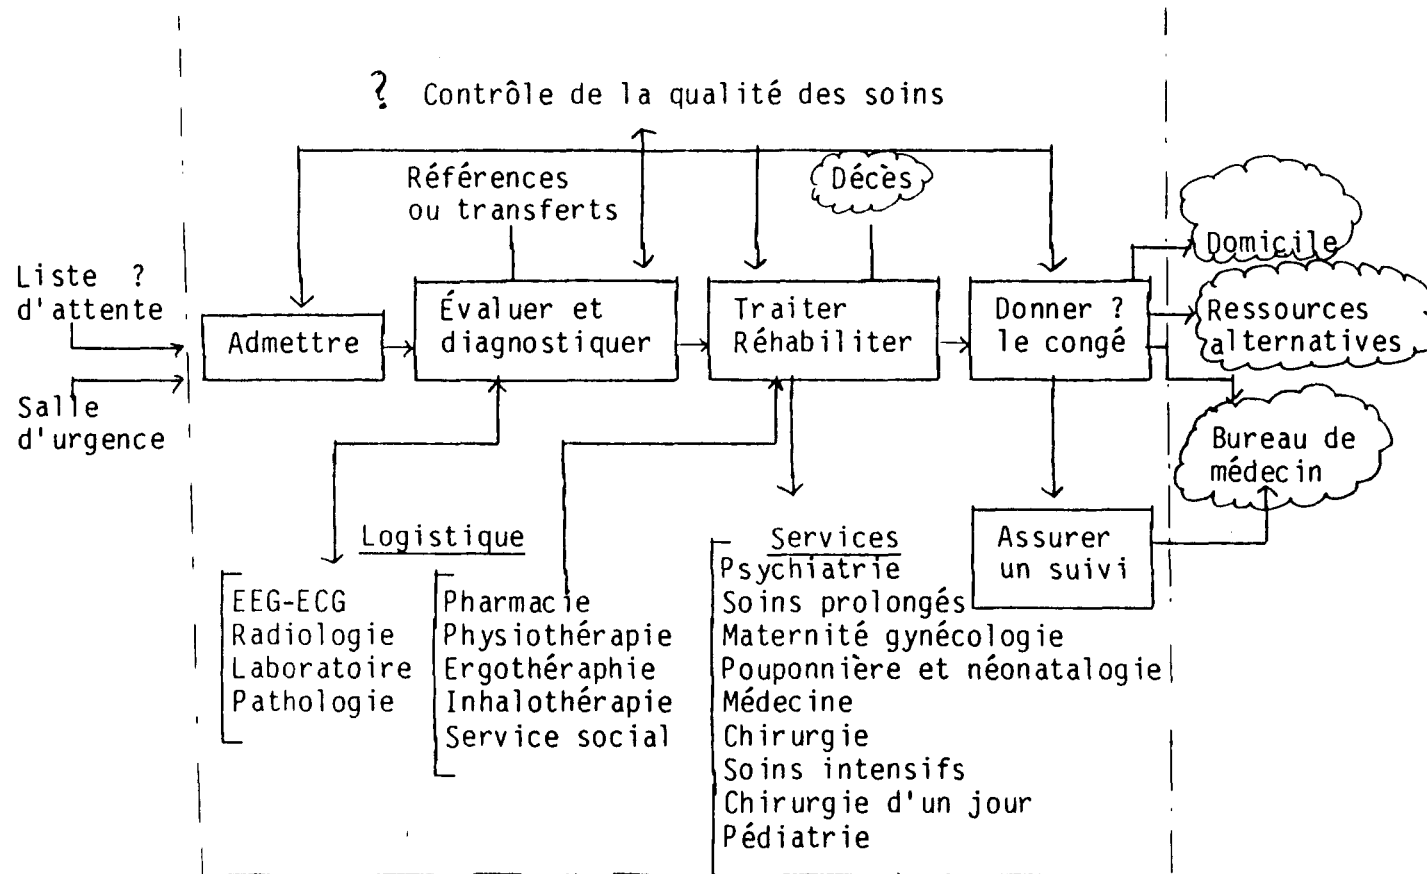 ? Contrôle de la qualité des soins
Références
ou transferts
Décès
Domicile
Liste ?
d'attente
Salle
d'urgence
Admettre
Évaluer et
diagnostiquer
Traiter
Réhabiliter
Donner ?
le congé
Ressources
alternatives
Bureau de
médecin
Assurer
un suivi
Logistique
EEG-ECG
Radiologie
Laboratoire
Pathologie
Pharmacie
Physiothérapie
Ergothéraphie
Inhalothérapie
Service social
Services
Psychiatrie
Soins prolongés
Maternité gynécologie
Pouponnière et néonatalogie
Médecine
Chirurgie
Soins intensifs
Chirurgie d'un jour
Pédiatrie